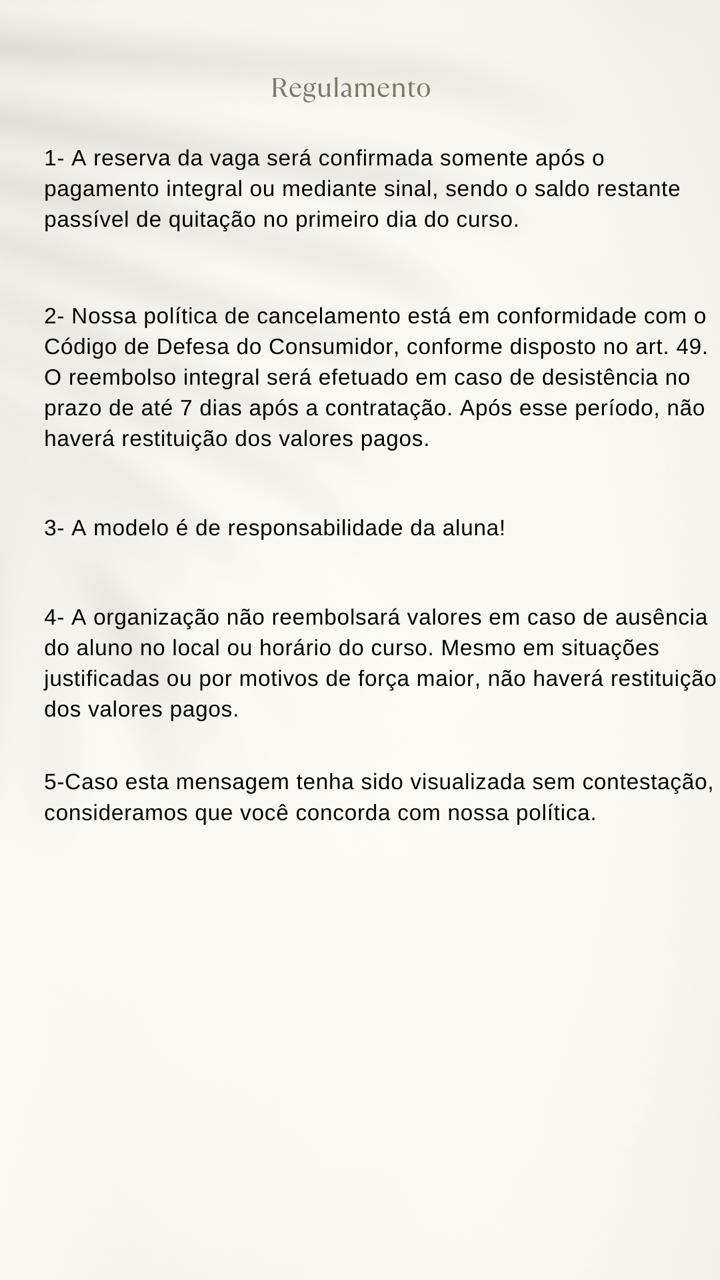 Regulamento
1- A reserva da vaga será confirmada somente após o
pagamento integral ou mediante sinal, sendo o saldo restante
passível de quitação no primeiro dia do curso.
2- Nossa política de cancelamento está em conformidade com o
Código de Defesa do Consumidor, conforme disposto no art. 49.
O reembolso integral será efetuado em caso de desistência no
prazo de até 7 dias após a contratação. Após esse período, não
haverá restituição dos valores pagos.
3- A modelo é de responsabilidade da aluna!
4- A organização não reembolsará valores em caso de ausência
do aluno no local ou horário do curso. Mesmo em situações
justificadas ou por motivos de força maior, não haverá restituição
dos valores pagos.
5-Caso esta mensagem tenha sido visualizada sem contestação,
consideramos que você concorda com nossa política.